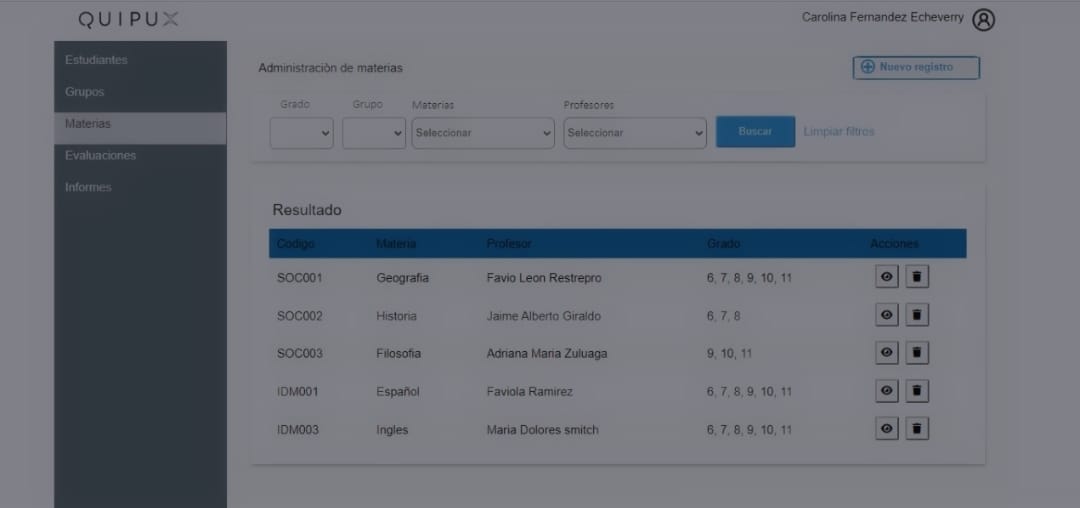 QUIPUX
Carolina Fernandez Echeverry
Estudiantes
Grupos
Materias
Evaluaciones
Informes
Administraciòn de materias
Nuevo registro
Grado Grupo Materias Profesores
Seleccionar Seleccionar Buscar Limpiar filtros
Resultado
Codigo Materia Profesor Grado Acciones
SOC001 Geografia Favio Leon Restrepro 6, 7, 8, 9, 10, 11
SOC002 Historia Jaime Alberto Giraldo 6, 7, 8
SOC003 Filosofia Adriana Maria Zuluaga 9, 10, 11
IDM001 Español Faviola Ramirez 6, 7, 8, 9, 10, 11
IDM003 Ingles Maria Dolores smitch 6, 7, 8, 9, 10, 11